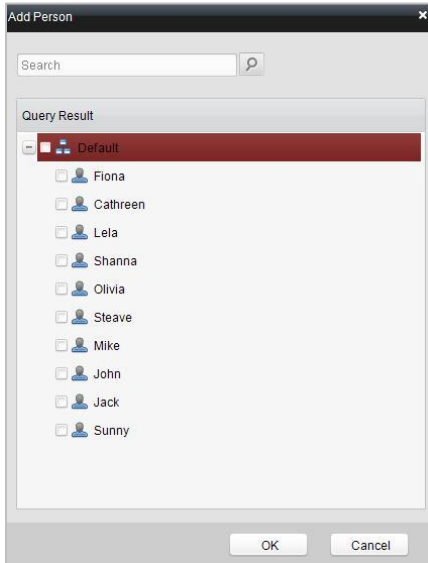 Add Person
Search
Query Result
Default
Fiona
Cathreen
Lela
Shanna
Olivia
Steave
Mike
John
Jack
Sunny
OK Cancel